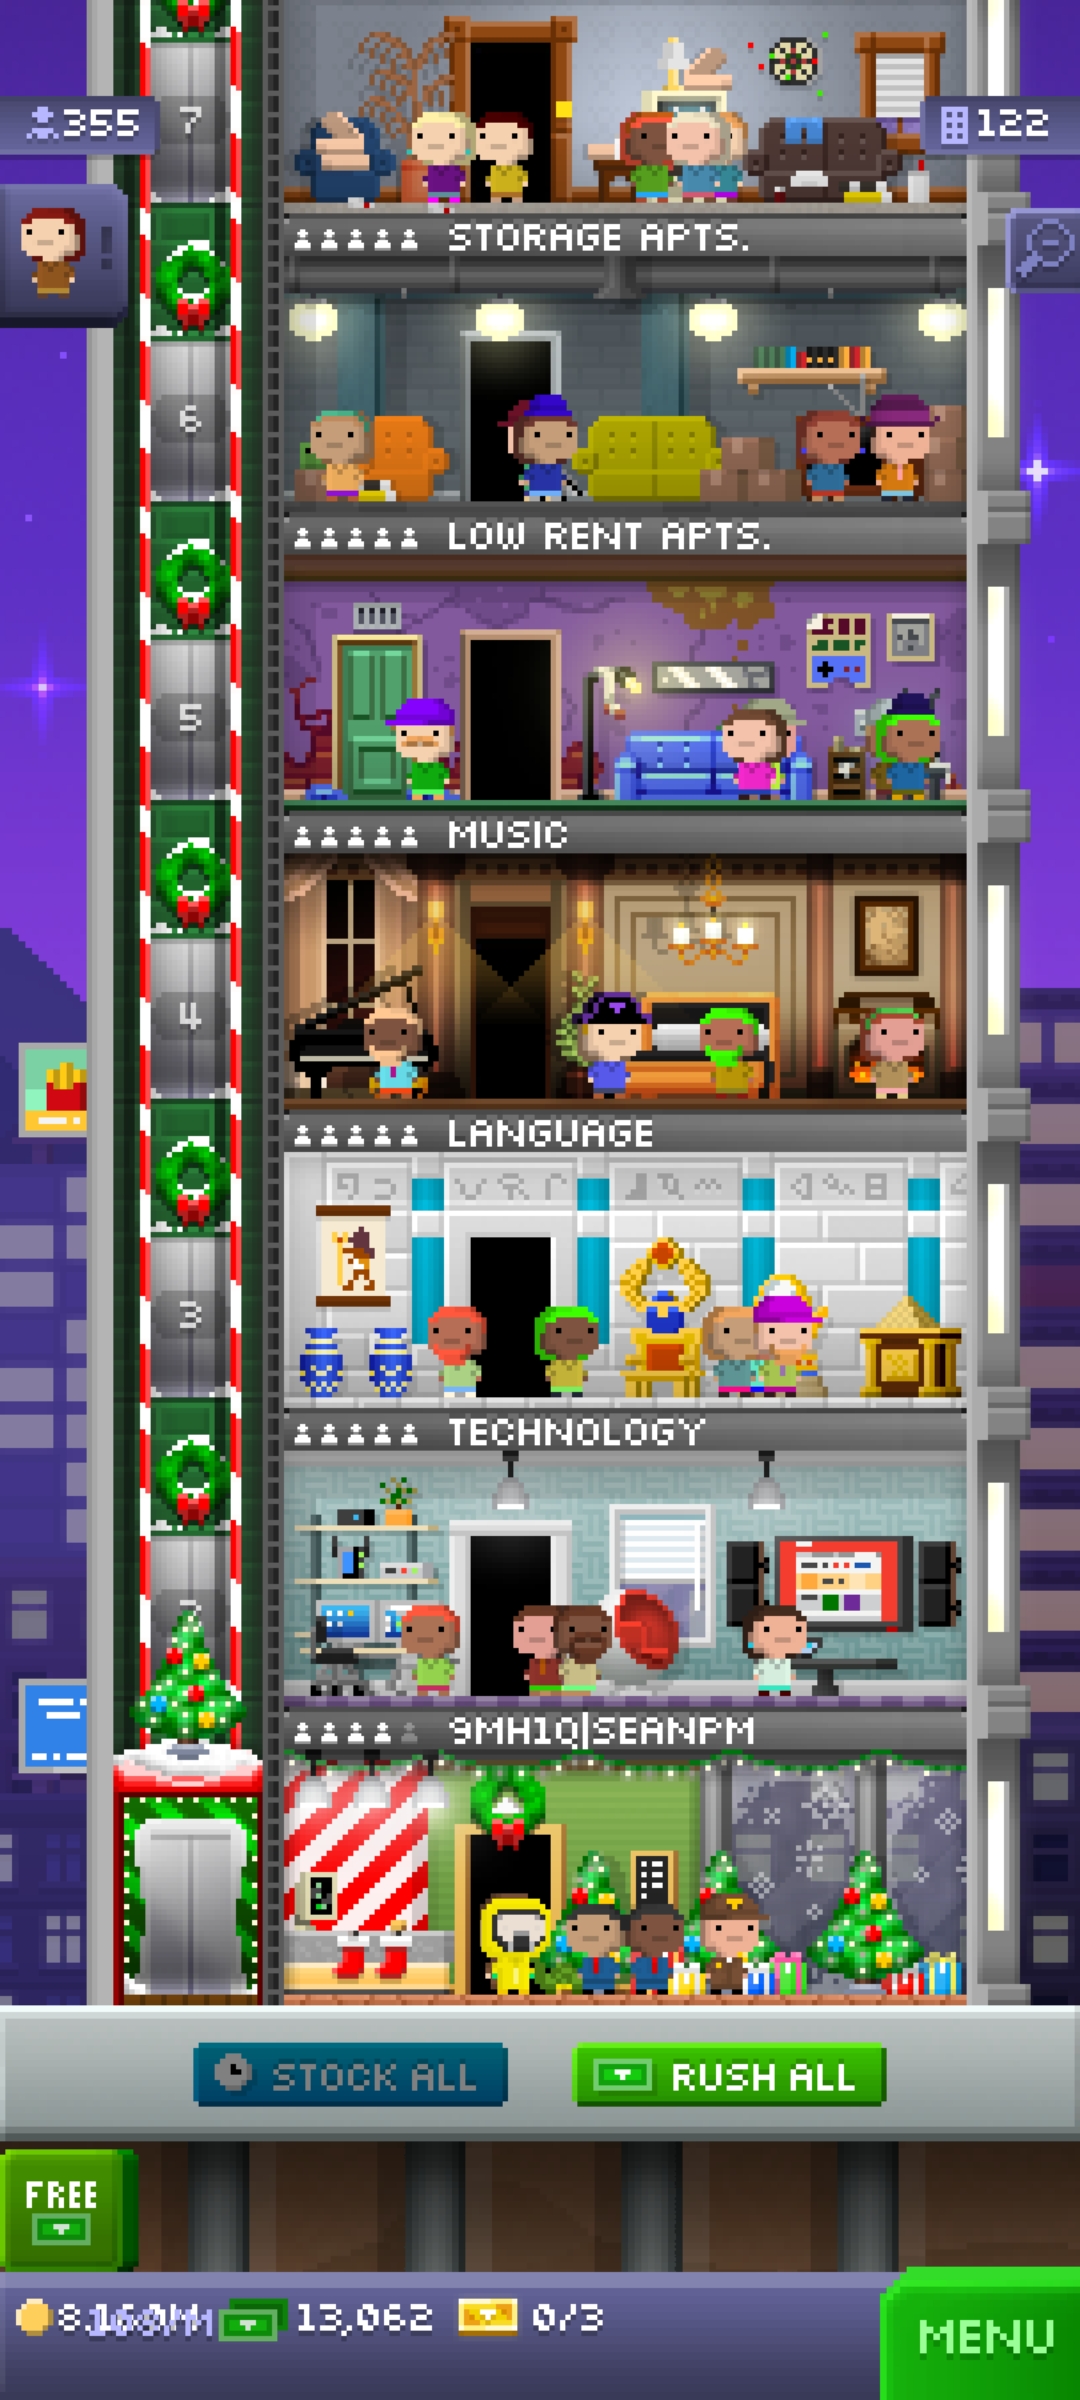 7
355
122
!
STORAGE APTS.
6
LOW RENT APTS.
5
MUSIC
4
LANGUAGE
3
TECHNOLOGY
9MH1Q|SEANPM
STOCK ALL
RUSH ALL
FREE
13,062
0/3
MENU